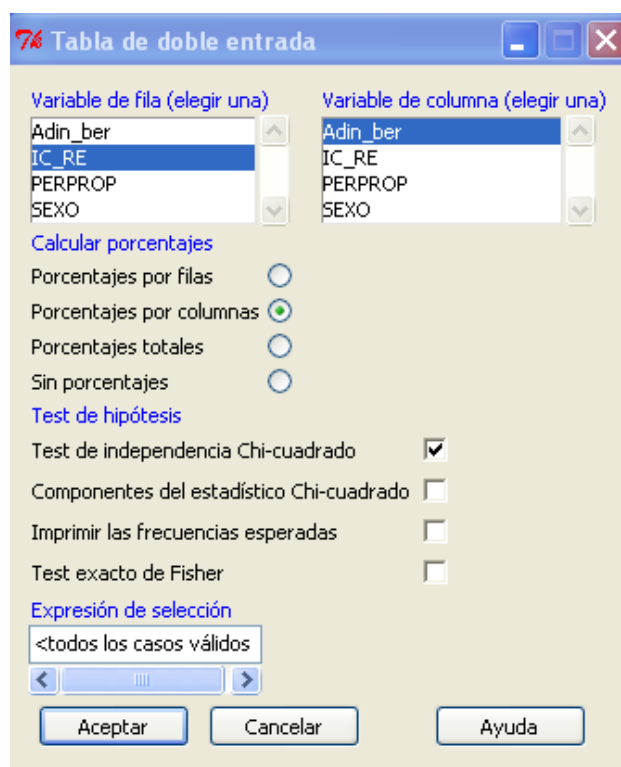 Tabla de doble entrada
Variable de fila (elegir una) Variable de columna (elegir una)
Adin_ber Adin_ber
IC_RE IC_RE
PERPROP PERPROP
SEXO SEXO
Calcular porcentajes
Porcentajes por filas
Porcentajes por columnas
Porcentajes totales
Sin porcentajes
Test de hipótesis
Test de independencia Chi-cuadrado
Componentes del estadístico Chi-cuadrado
Imprimir las frecuencias esperadas
Test exacto de Fisher
Expresión de selección
<todos los casos válidos
Aceptar Cancelar Ayuda